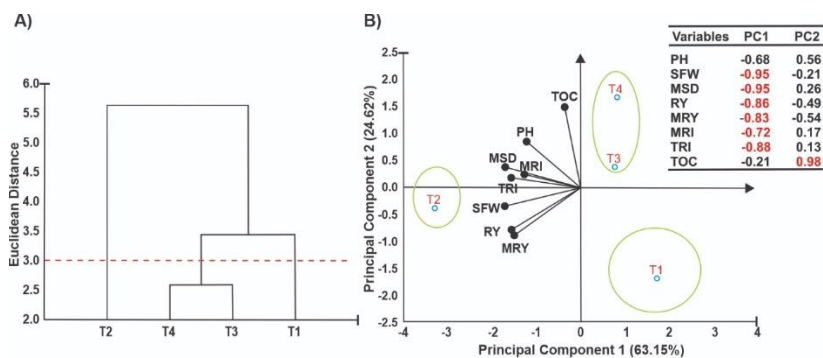 A)
Euclidean Distance
6.0
5.5
5.0
4.5
4.0
3.5
3.0
2.5
2.0
T2
T4
T3
T1
B)
Principal Component 2 (24.62%)
2.5
2.0
1.5
1.0
0.5
0.0
-0.5
-1.0
-1.5
-2.0
-2.5
TOC
PH
MSD
MRI
TRI
SFW
RY
MRY
T2
T4
T3
T1
-4 -3 -2 -1 0 1 2 3 4
Principal Component 1 (63.15%)
Variables PC1 PC2
PH -0.68 0.56
SFW -0.95 -0.21
MSD -0.95 0.26
RY -0.86 -0.49
MRY -0.83 -0.54
MRI -0.72 0.17
TRI -0.88 0.13
TOC -0.21 0.98